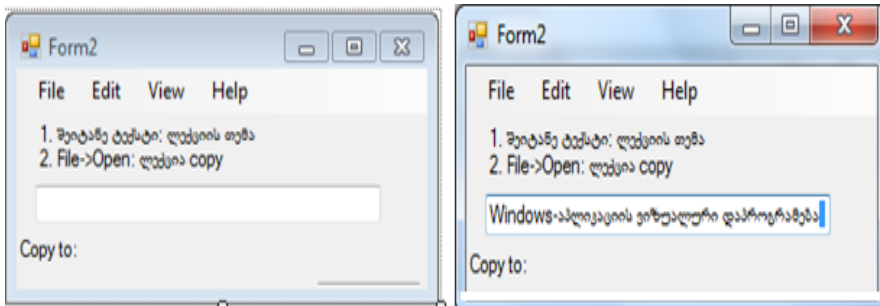 Form2
File Edit View Help
1. შეიტანე ტექსტი: ლექციის თემა
2. File->Open: ლექცია copy
Copy to:
Form2
File Edit View Help
1. შეიტანე ტექსტი: ლექციის თემა
2. File->Open: ლექცია copy
Windows-აპლიკაციის ვიზუალური დაპროგრამება
Copy to: